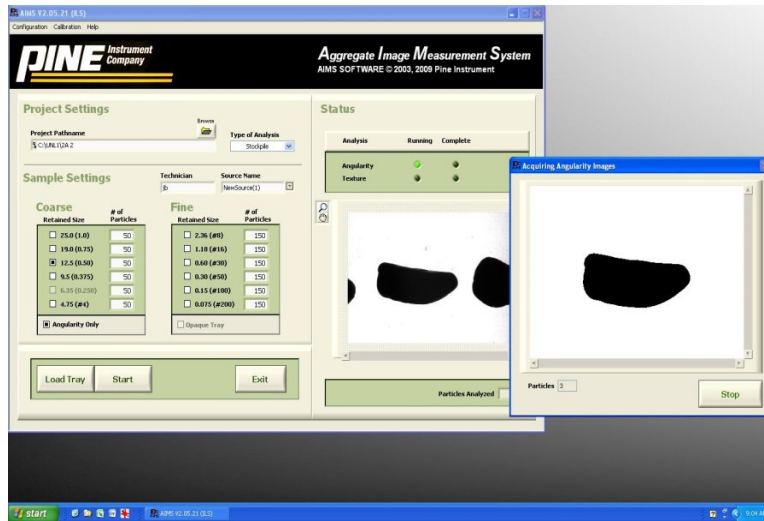 AIMS V2.05.21 (ILS)
Configuration Calibration Help
PINE Instrument Company
Aggregate Image Measurement System
AIMS SOFTWARE © 2003, 2009 Pine Instrument
Project Settings
Browse
Project Pathname
C:\URL1\2A 2
Type of Analysis
Stockpile
Sample Settings
Technician
jb
Source Name
NewSource(1)
Coarse
Retained Size
# of Particles
25.0 (1.0) 50
19.0 (0.75) 50
12.5 (0.50) 50
9.5 (0.375) 50
6.35 (0.250) 50
4.75 (#4) 50
Angularity Only
Fine
Retained Size
# of Particles
2.36 (#8) 150
1.18 (#16) 150
0.60 (#30) 150
0.30 (#50) 150
0.15 (#100) 150
0.075 (#200) 150
Opaque Tray
Load Tray
Start
Exit
Status
Analysis Running Complete
Angularity
Texture
Particles Analyzed
Acquiring Angularity Images
Particles 3
Stop
start
AIMS V2.05.21 (ILS)
9:04 AM